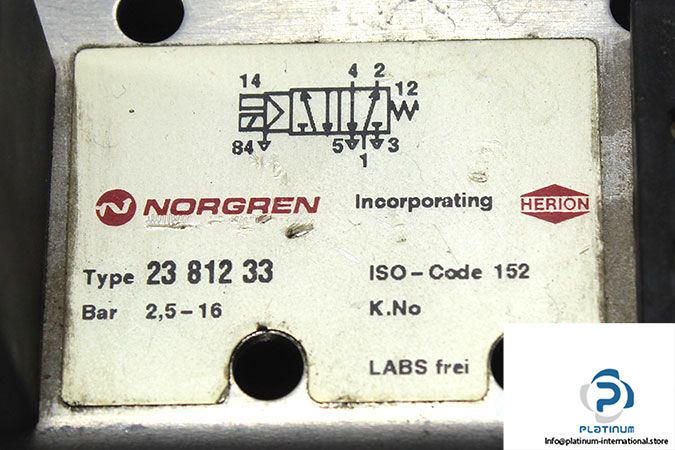 14 4 2 12
84 5 1 3
NORGREN Incorporating HERION
Type 23 812 33 ISO-Code 152
Bar 2,5-16 K.No
LABS frei
PLATINUM
Info@platinum-international.store